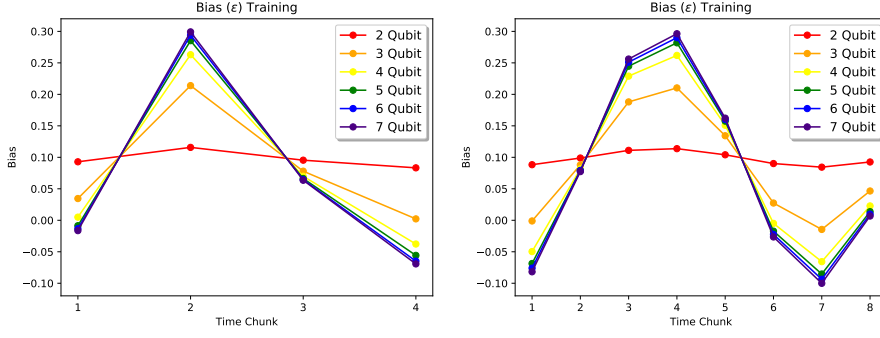 Bias (ε) Training
0.30
0.25
0.20
0.15
0.10
0.05
0.00
−0.05
−0.10
Bias
1
2
3
4
Time Chunk
2 Qubit
3 Qubit
4 Qubit
5 Qubit
6 Qubit
7 Qubit
Bias (ε) Training
0.30
0.25
0.20
0.15
0.10
0.05
0.00
−0.05
−0.10
Bias
1
2
3
4
5
6
7
8
Time Chunk
2 Qubit
3 Qubit
4 Qubit
5 Qubit
6 Qubit
7 Qubit